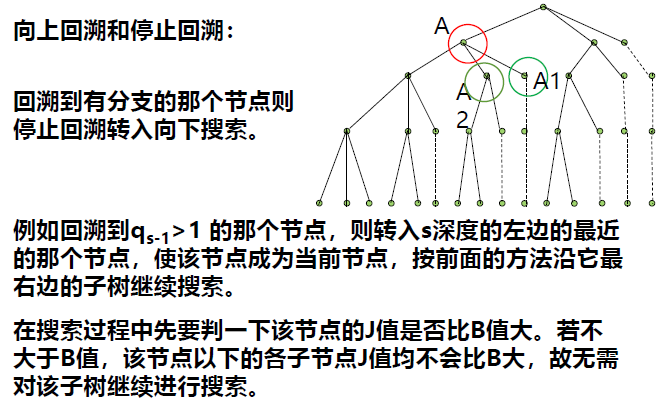 向上回溯和停止回溯：
A
回溯到有分支的那个节点则
停止回溯转入向下搜索。
A1
A
2
例如回溯到qs-1>1 的那个节点，则转入s深度的左边的最近
的那个节点，使该节点成为当前节点，按前面的方法沿它最
右边的子树继续搜索。
在搜索过程中先要判一下该节点的J值是否比B值大。若不
大于B值，该节点以下的各子节点J值均不会比B大，故无需
对该子树继续进行搜索。